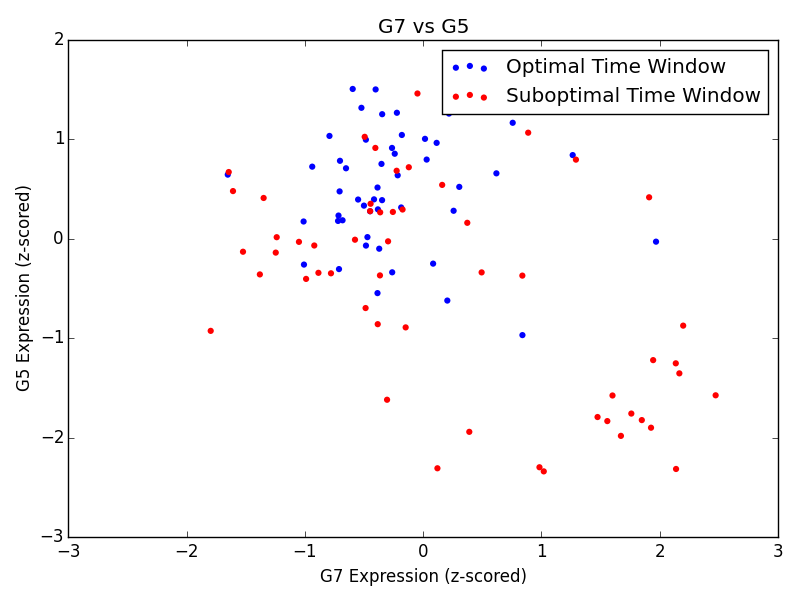 G7 vs G5
Optimal Time Window
Suboptimal Time Window
G5 Expression (z-scored)
2
1
0
−1
−2
−3
−3 −2 −1 0 1 2 3
G7 Expression (z-scored)